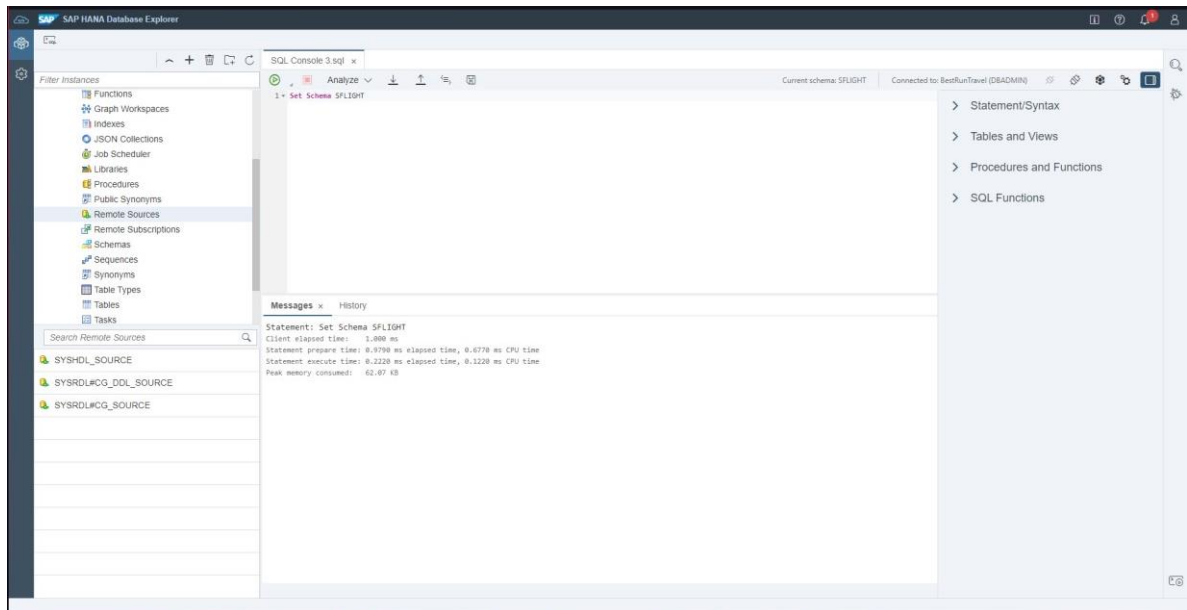 SAP SAP HANA Database Explorer
SQL Console 3.sql x
Filter Instances
Analyze
Current schema: SFLIGHT
Connected to: BestRunTravel (DBADMIN)
Functions
Graph Workspaces
Indexes
JSON Collections
Job Scheduler
Libraries
Procedures
Public Synonyms
Remote Sources
Remote Subscriptions
Schemas
Sequences
Synonyms
Table Types
Tables
Tasks
Search Remote Sources
SYSHDL_SOURCE
SYSRDL#CG_DDL_SOURCE
SYSRDL#CG_SOURCE
1 Set Schema SFLIGHT
Messages x History
Statement: Set Schema SFLIGHT
Client elapsed time: 1.000 ms
Statement prepare time: 0.9790 ms elapsed time, 0.6770 ms CPU time
Statement execute time: 0.2220 ms elapsed time, 0.1220 ms CPU time
Peak memory consumed: 62.07 KB
Statement/Syntax
Tables and Views
Procedures and Functions
SQL Functions